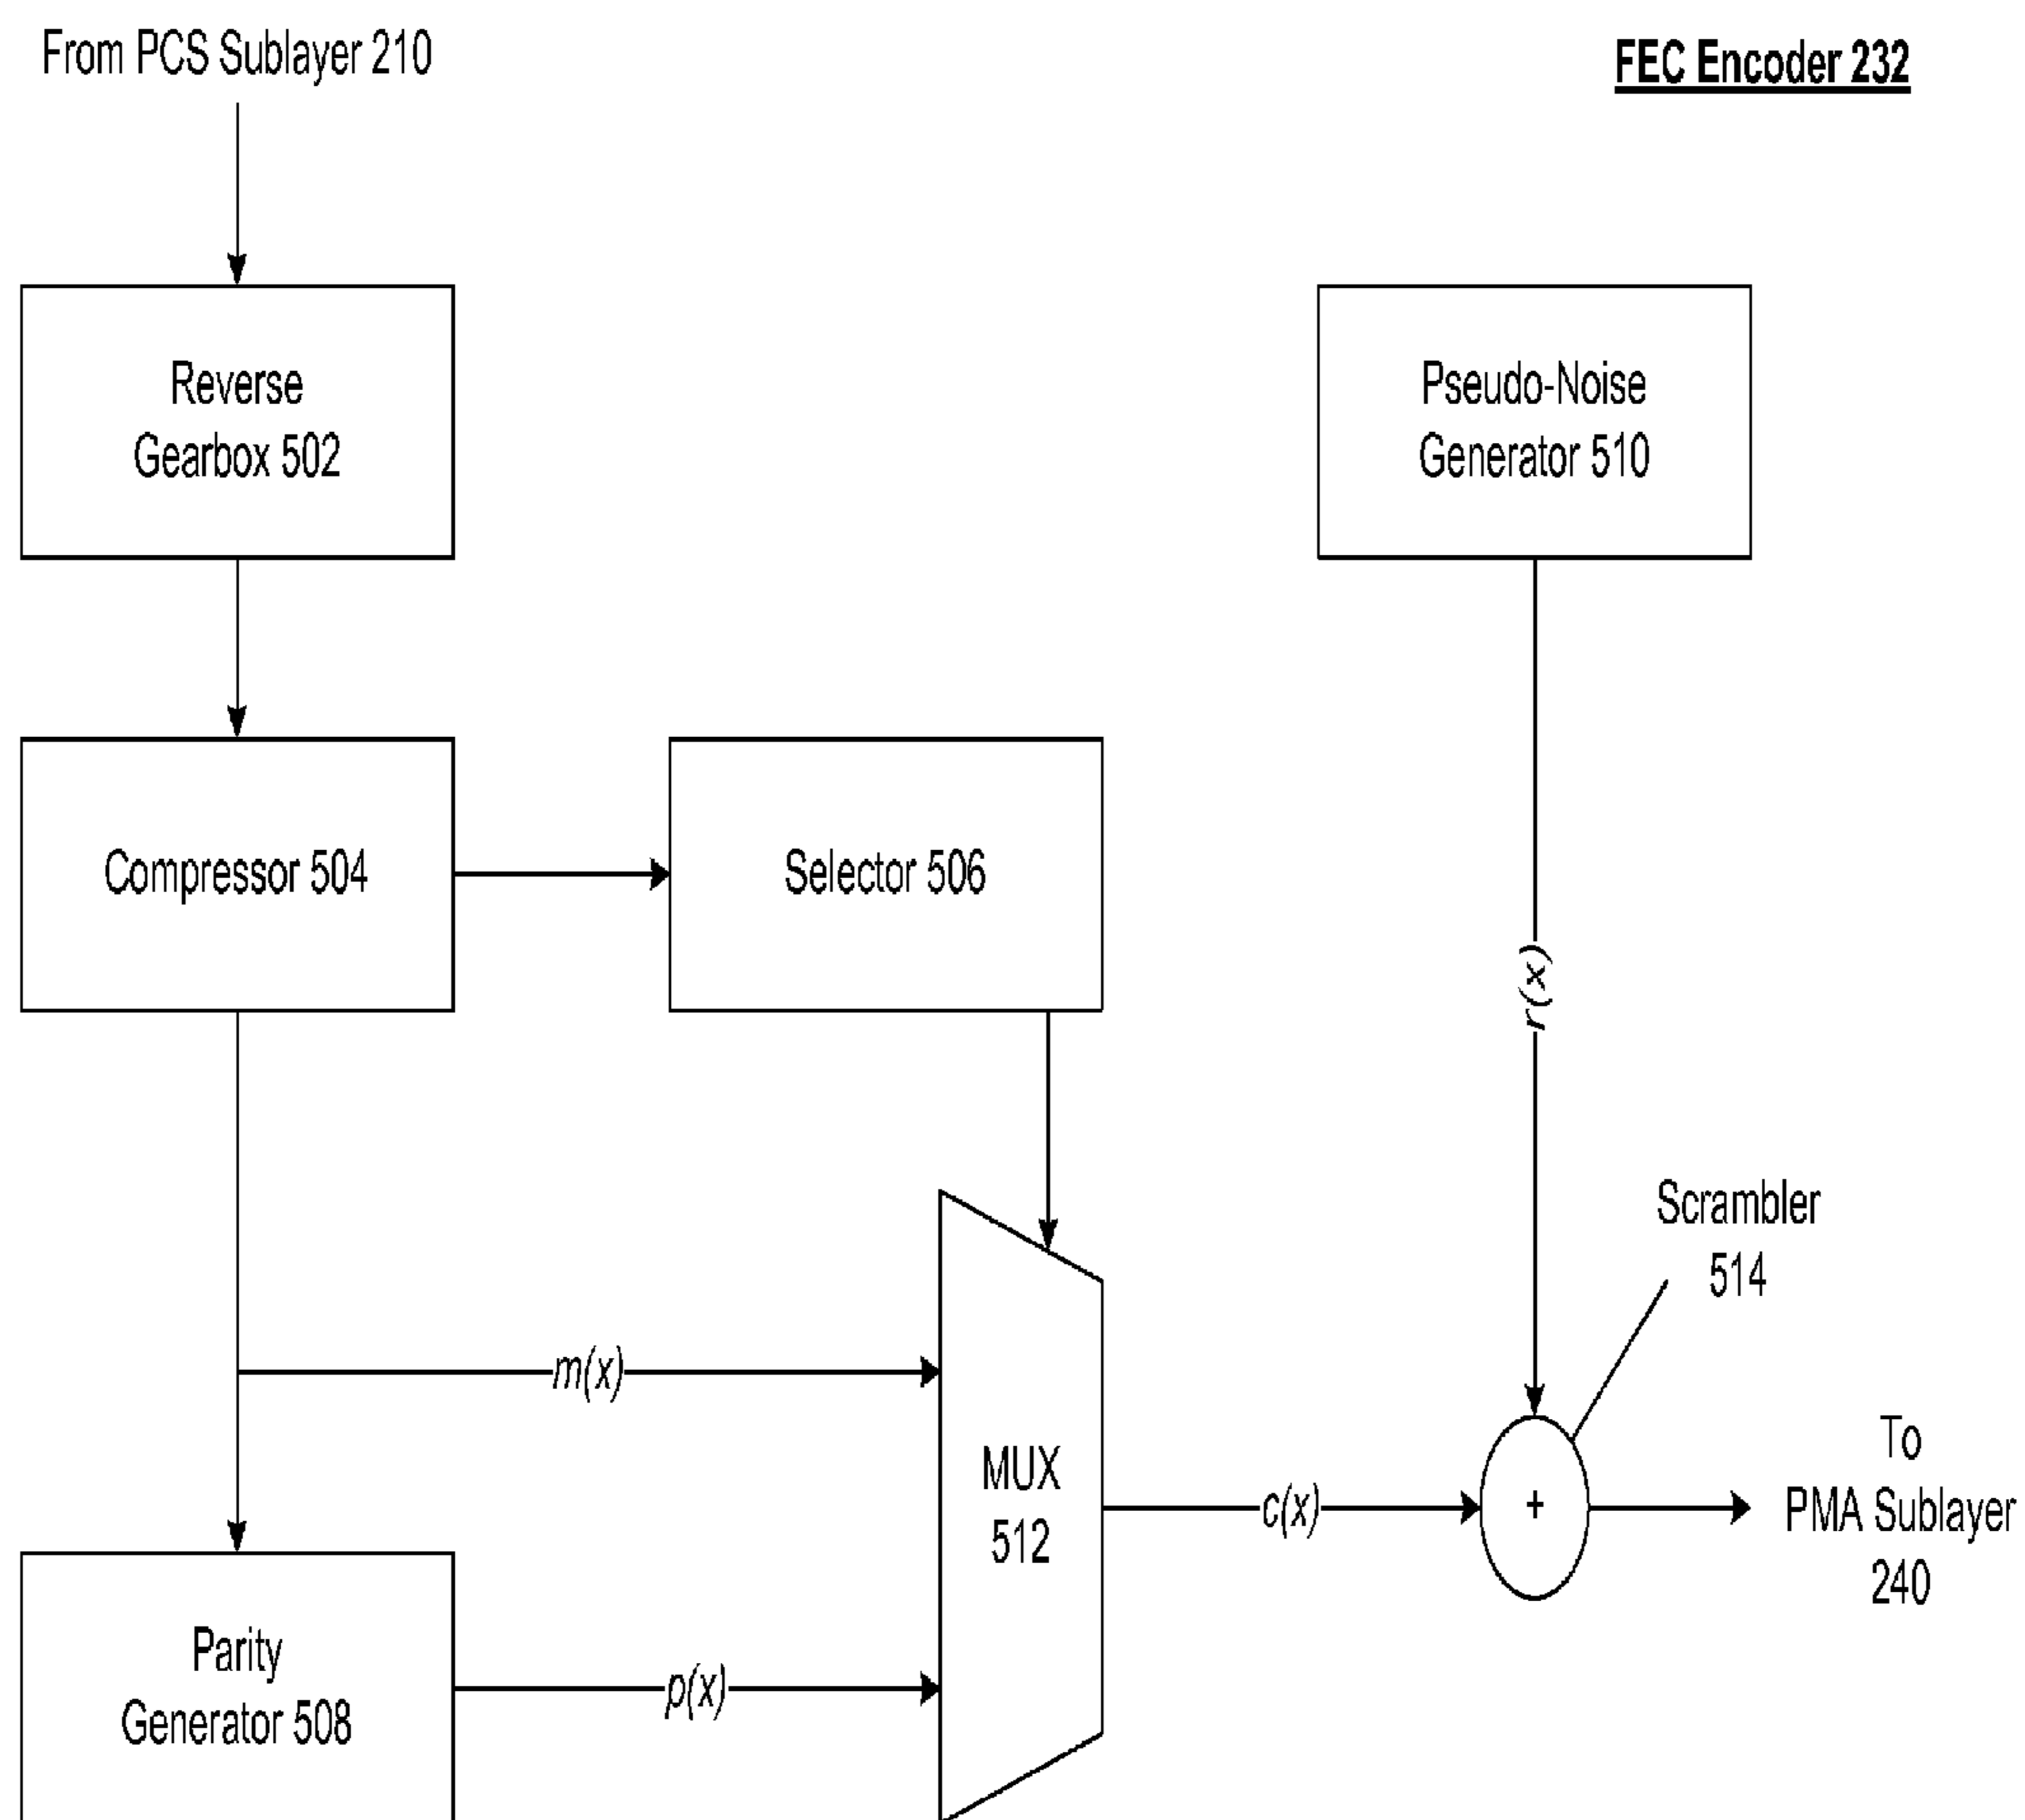 From PCS Sublayer 210
FEC Encoder 232
Reverse
Gearbox 502
Pseudo-Noise
Generator 510
Compressor 504
Selector 506
r(x)
Scrambler
514
m(x)
MUX
512
c(x)
+
To
PMA Sublayer
240
Parity
Generator 508
p(x)